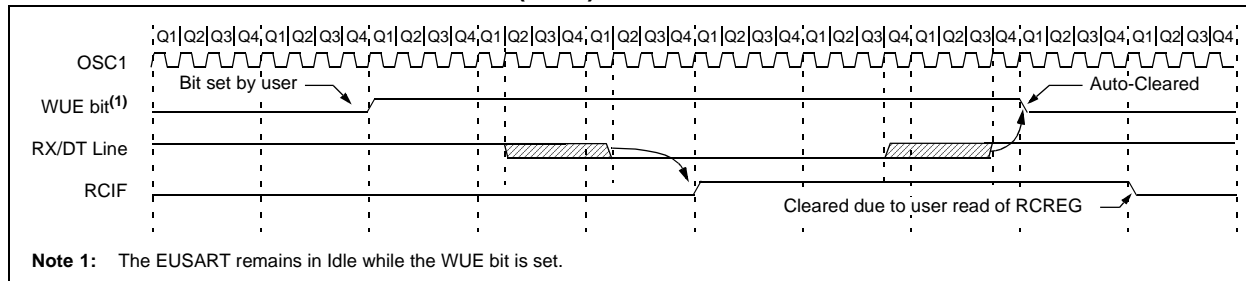 Q1|Q2|Q3|Q4 Q1|Q2|Q3|Q4 Q1|Q2|Q3|Q4 Q1|Q2|Q3|Q4 Q1|Q2|Q3|Q4 Q1|Q2|Q3|Q4 Q1|Q2|Q3|Q4 Q1|Q2|Q3|Q4 Q1|Q2|Q3|Q4 Q1|Q2|Q3|Q4
OSC1
Bit set by user
Auto-Cleared
WUE bit(1)
RX/DT Line
RCIF
Cleared due to user read of RCREG
Note 1: The EUSART remains in Idle while the WUE bit is set.